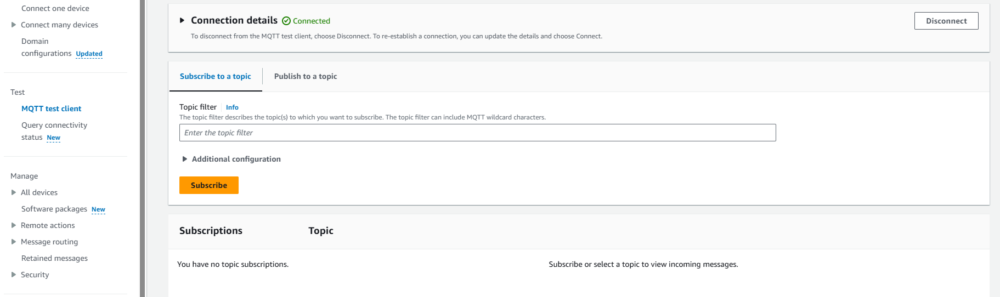 Connect one device
Connect many devices
Domain
configurations Updated
Test
MQTT test client
Query connectivity
status New
Manage
All devices
Software packages New
Remote actions
Message routing
Retained messages
Security
Connection details Connected
Disconnect
To disconnect from the MQTT test client, choose Disconnect. To re-establish a connection, you can update the details and choose Connect.
Subscribe to a topic Publish to a topic
Topic filter Info
The topic filter describes the topic(s) to which you want to subscribe. The topic filter can include MQTT wildcard characters.
Enter the topic filter
Additional configuration
Subscribe
Subscriptions Topic
You have no topic subscriptions. Subscribe or select a topic to view incoming messages.